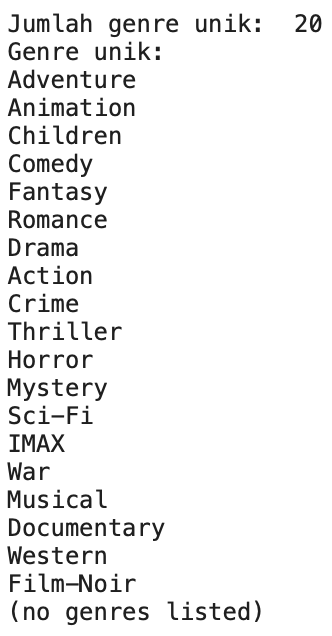 Jumlah genre unik:  20
Genre unik:
Adventure
Animation
Children
Comedy
Fantasy
Romance
Drama
Action
Crime
Thriller
Horror
Mystery
Sci-Fi
IMAX
War
Musical
Documentary
Western
Film-Noir
(no genres listed)